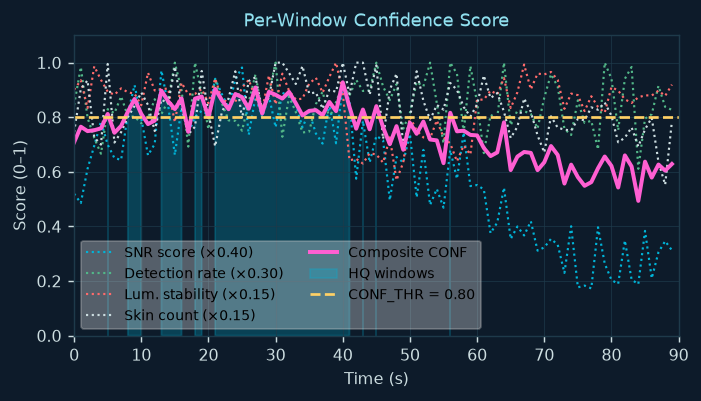 Per-Window Confidence Score
Score (0–1)
1.0
0.8
0.6
0.4
0.2
0.0
SNR score (×0.40)
Detection rate (×0.30)
Lum. stability (×0.15)
Skin count (×0.15)
Composite CONF
HQ windows
CONF_THR = 0.80
0 10 20 30 40 50 60 70 80 90
Time (s)